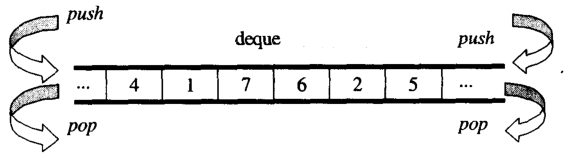 push
deque push
... 4 1 7 6 2 5 ...
pop pop